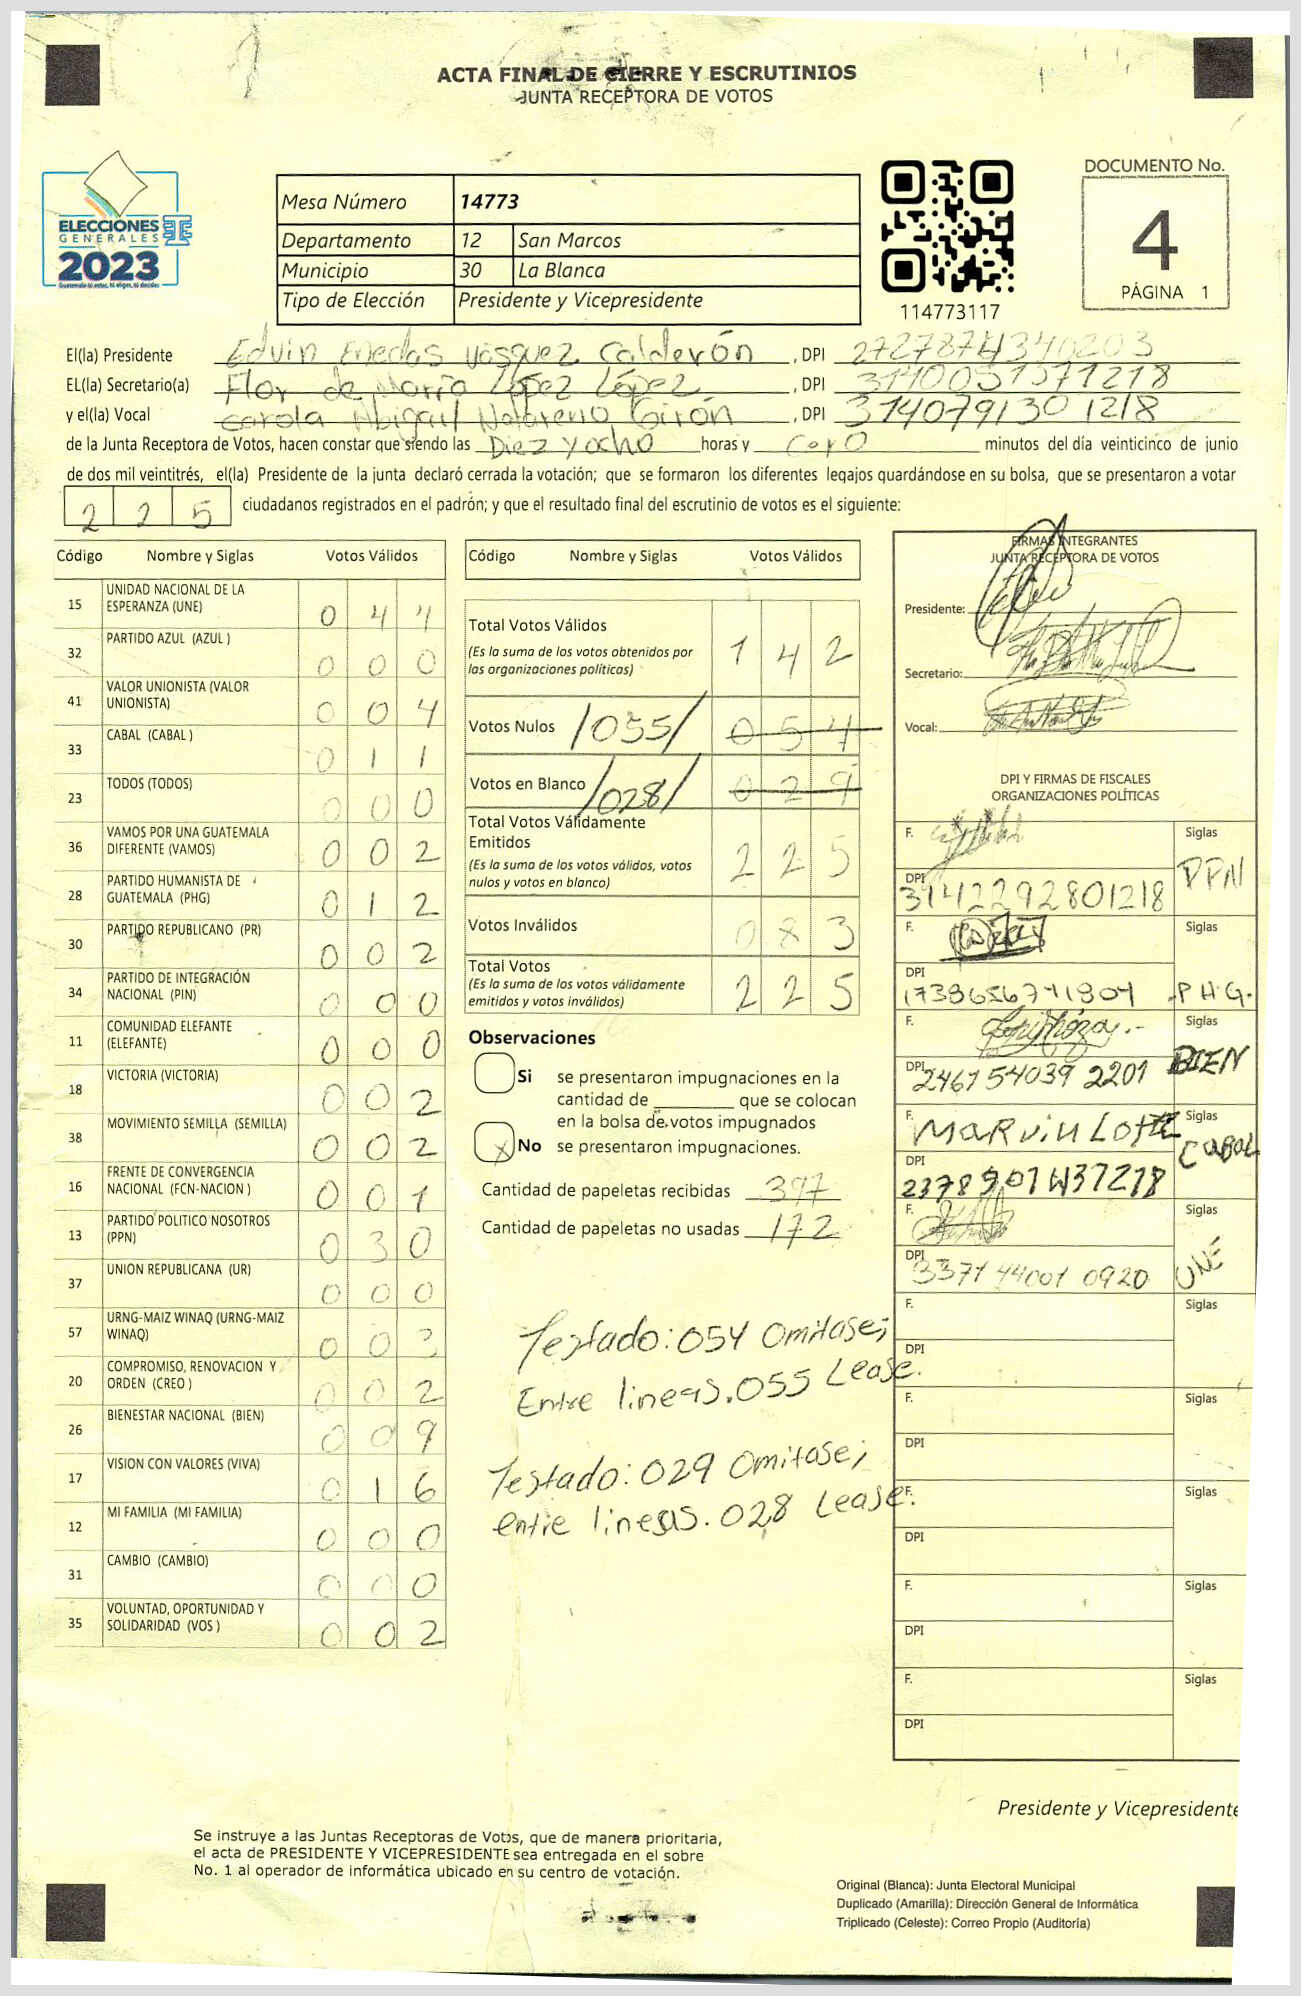 ACTA FINAL DE CIERRE Y ESCRUTINIOS
JUNTA RECEPTORA DE VOTOS
ELECCIONES
GENERALES
2023
Guatemala tú votas, tú eliges, tú decides
Mesa Número 14773
Departamento 12 San Marcos
Municipio 30 La Blanca
Tipo de Elección Presidente y Vicepresidente
114773117
DOCUMENTO No.
4
PÁGINA 1
El(la) Presidente Edvin Eneclas Vásquez Calderón , DPI 2727874340203
EL(la) Secretario(a) Flor de María López López , DPI 3140051571218
y el(la) Vocal Carola Abigail Notareno Girón , DPI 3140791301218
de la Junta Receptora de Votos, hacen constar que siendo las Diez y ocho horas y cero minutos del día veinticinco de junio
de dos mil veintitrés, el(la) Presidente de la junta declaró cerrada la votación; que se formaron los diferentes legajos guardándose en su bolsa, que se presentaron a votar
2 2 5 ciudadanos registrados en el padrón; y que el resultado final del escrutinio de votos es el siguiente:
Código Nombre y Siglas Votos Válidos
15 UNIDAD NACIONAL DE LA
ESPERANZA (UNE) 0 4 4
32 PARTIDO AZUL (AZUL ) 0 0 0
41 VALOR UNIONISTA (VALOR
UNIONISTA) 0 0 4
33 CABAL (CABAL ) 0 1 1
23 TODOS (TODOS) 0 0 0
36 VAMOS POR UNA GUATEMALA
DIFERENTE (VAMOS) 0 0 2
28 PARTIDO HUMANISTA DE
GUATEMALA (PHG) 0 1 2
30 PARTIDO REPUBLICANO (PR) 0 0 2
34 PARTIDO DE INTEGRACIÓN
NACIONAL (PIN) 0 0 0
11 COMUNIDAD ELEFANTE
(ELEFANTE) 0 0 0
18 VICTORIA (VICTORIA) 0 0 2
38 MOVIMIENTO SEMILLA (SEMILLA) 0 0 2
16 FRENTE DE CONVERGENCIA
NACIONAL (FCN-NACION ) 0 0 1
13 PARTIDO POLITICO NOSOTROS
(PPN) 0 3 0
37 UNION REPUBLICANA (UR) 0 0 0
57 URNG-MAIZ WINAQ (URNG-MAIZ
WINAQ) 0 0 3
20 COMPROMISO, RENOVACION Y
ORDEN (CREO ) 0 0 2
26 BIENESTAR NACIONAL (BIEN) 0 0 9
17 VISION CON VALORES (VIVA) 0 1 6
12 MI FAMILIA (MI FAMILIA) 0 0 0
31 CAMBIO (CAMBIO) 0 0 0
35 VOLUNTAD, OPORTUNIDAD Y
SOLIDARIDAD (VOS ) 0 0 2
Código Nombre y Siglas Votos Válidos
Total Votos Válidos 1 4 2
(Es la suma de los votos obtenidos por
las organizaciones políticas)
Votos Nulos /055/ 0 5 4
Votos en Blanco /028/ 0 2 9
Total Votos Válidamente
Emitidos 2 2 5
(Es la suma de los votos válidos, votos
nulos y votos en blanco)
Votos Inválidos 0 8 3
Total Votos 2 2 5
(Es la suma de los votos válidamente
emitidos y votos inválidos)
Observaciones
Si se presentaron impugnaciones en la
cantidad de ________ que se colocan
en la bolsa de votos impugnados
X No se presentaron impugnaciones.
Cantidad de papeletas recibidas 397
Cantidad de papeletas no usadas 172
Testado: 054 Omitase;
Entre lineas. 055 Lease.
Testado: 029 Omitase;
entre lineas. 028 Lease.
FIRMAS INTEGRANTES
JUNTA RECEPTORA DE VOTOS
Presidente:
Secretario:
Vocal:
DPI Y FIRMAS DE FISCALES
ORGANIZACIONES POLÍTICAS
F. Siglas
DPI 3142292801218 PPN
F. Siglas
DPI 1738656741804 P H G.
F. Siglas
DPI 246754039 2201 BIEN
F. MARVIN LOPEZ Siglas
DPI CABAL
F. Siglas
DPI 3371 44001 0920 UNE
F. Siglas
DPI
F. Siglas
DPI
F. Siglas
DPI
F. Siglas
DPI
F. Siglas
DPI
Presidente y Vicepresidente
Se instruye a las Juntas Receptoras de Votos, que de manera prioritaria,
el acta de PRESIDENTE Y VICEPRESIDENTE sea entregada en el sobre
No. 1 al operador de informática ubicado en su centro de votación.
Original (Blanca): Junta Electoral Municipal
Duplicado (Amarilla): Dirección General de Informática
Triplicado (Celeste): Correo Propio (Auditoría)